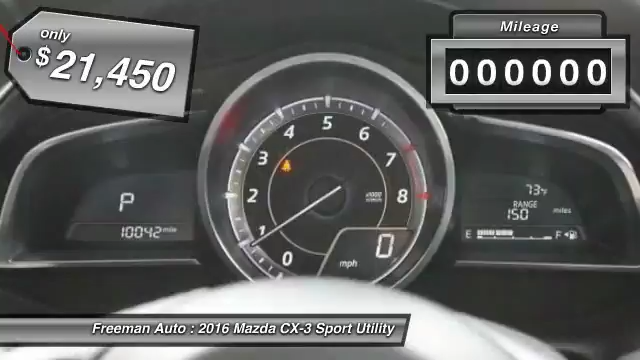 only
$21,450
Mileage
000000
0 1 2 3 4 5 6 7 8
x1000
r/min
P
10042 mile
0
mph
73°F
RANGE
150 miles
E F
Freeman Auto : 2016 Mazda CX-3 Sport Utility